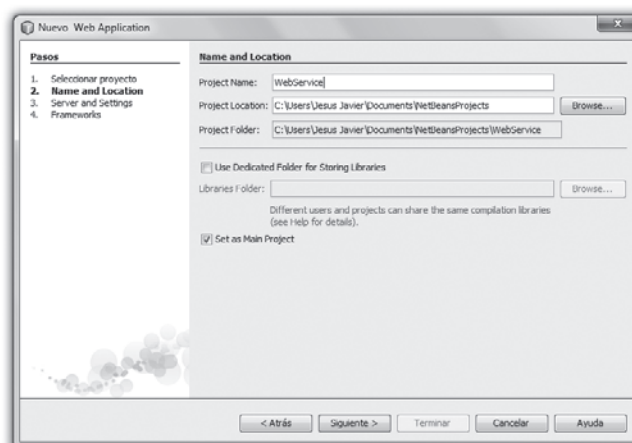 Nuevo Web Application
Pasos
1. Seleccionar proyecto
2. Name and Location
3. Server and Settings
4. Frameworks
Name and Location
Project Name: WebService
Project Location: C:\Users\Jesus Javier\Documents\NetBeansProjects Browse...
Project Folder: C:\Users\Jesus Javier\Documents\NetBeansProjects\WebService
Use Dedicated Folder for Storing Libraries
Libraries Folder: Browse...
Different users and projects can share the same compilation libraries
(see Help for details).
Set as Main Project
< Atrás Siguiente > Terminar Cancelar Ayuda